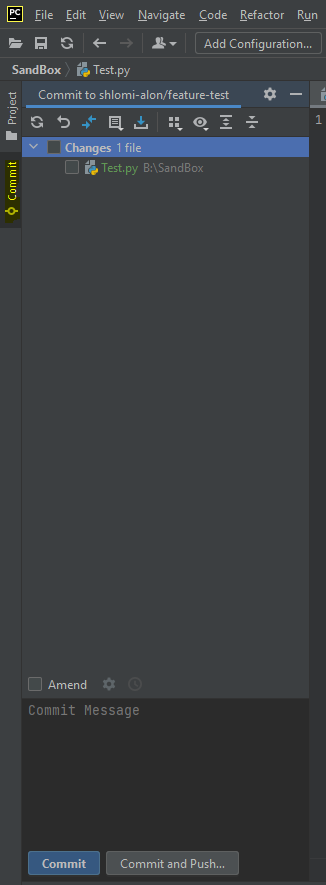 PC File Edit View Navigate Code Refactor Run
Add Configuration...
SandBox Test.py
Project
Commit
Commit to shlomi-alon/feature-test
1
Changes 1 file
Test.py B:\SandBox
Amend
Commit Message
Commit Commit and Push...